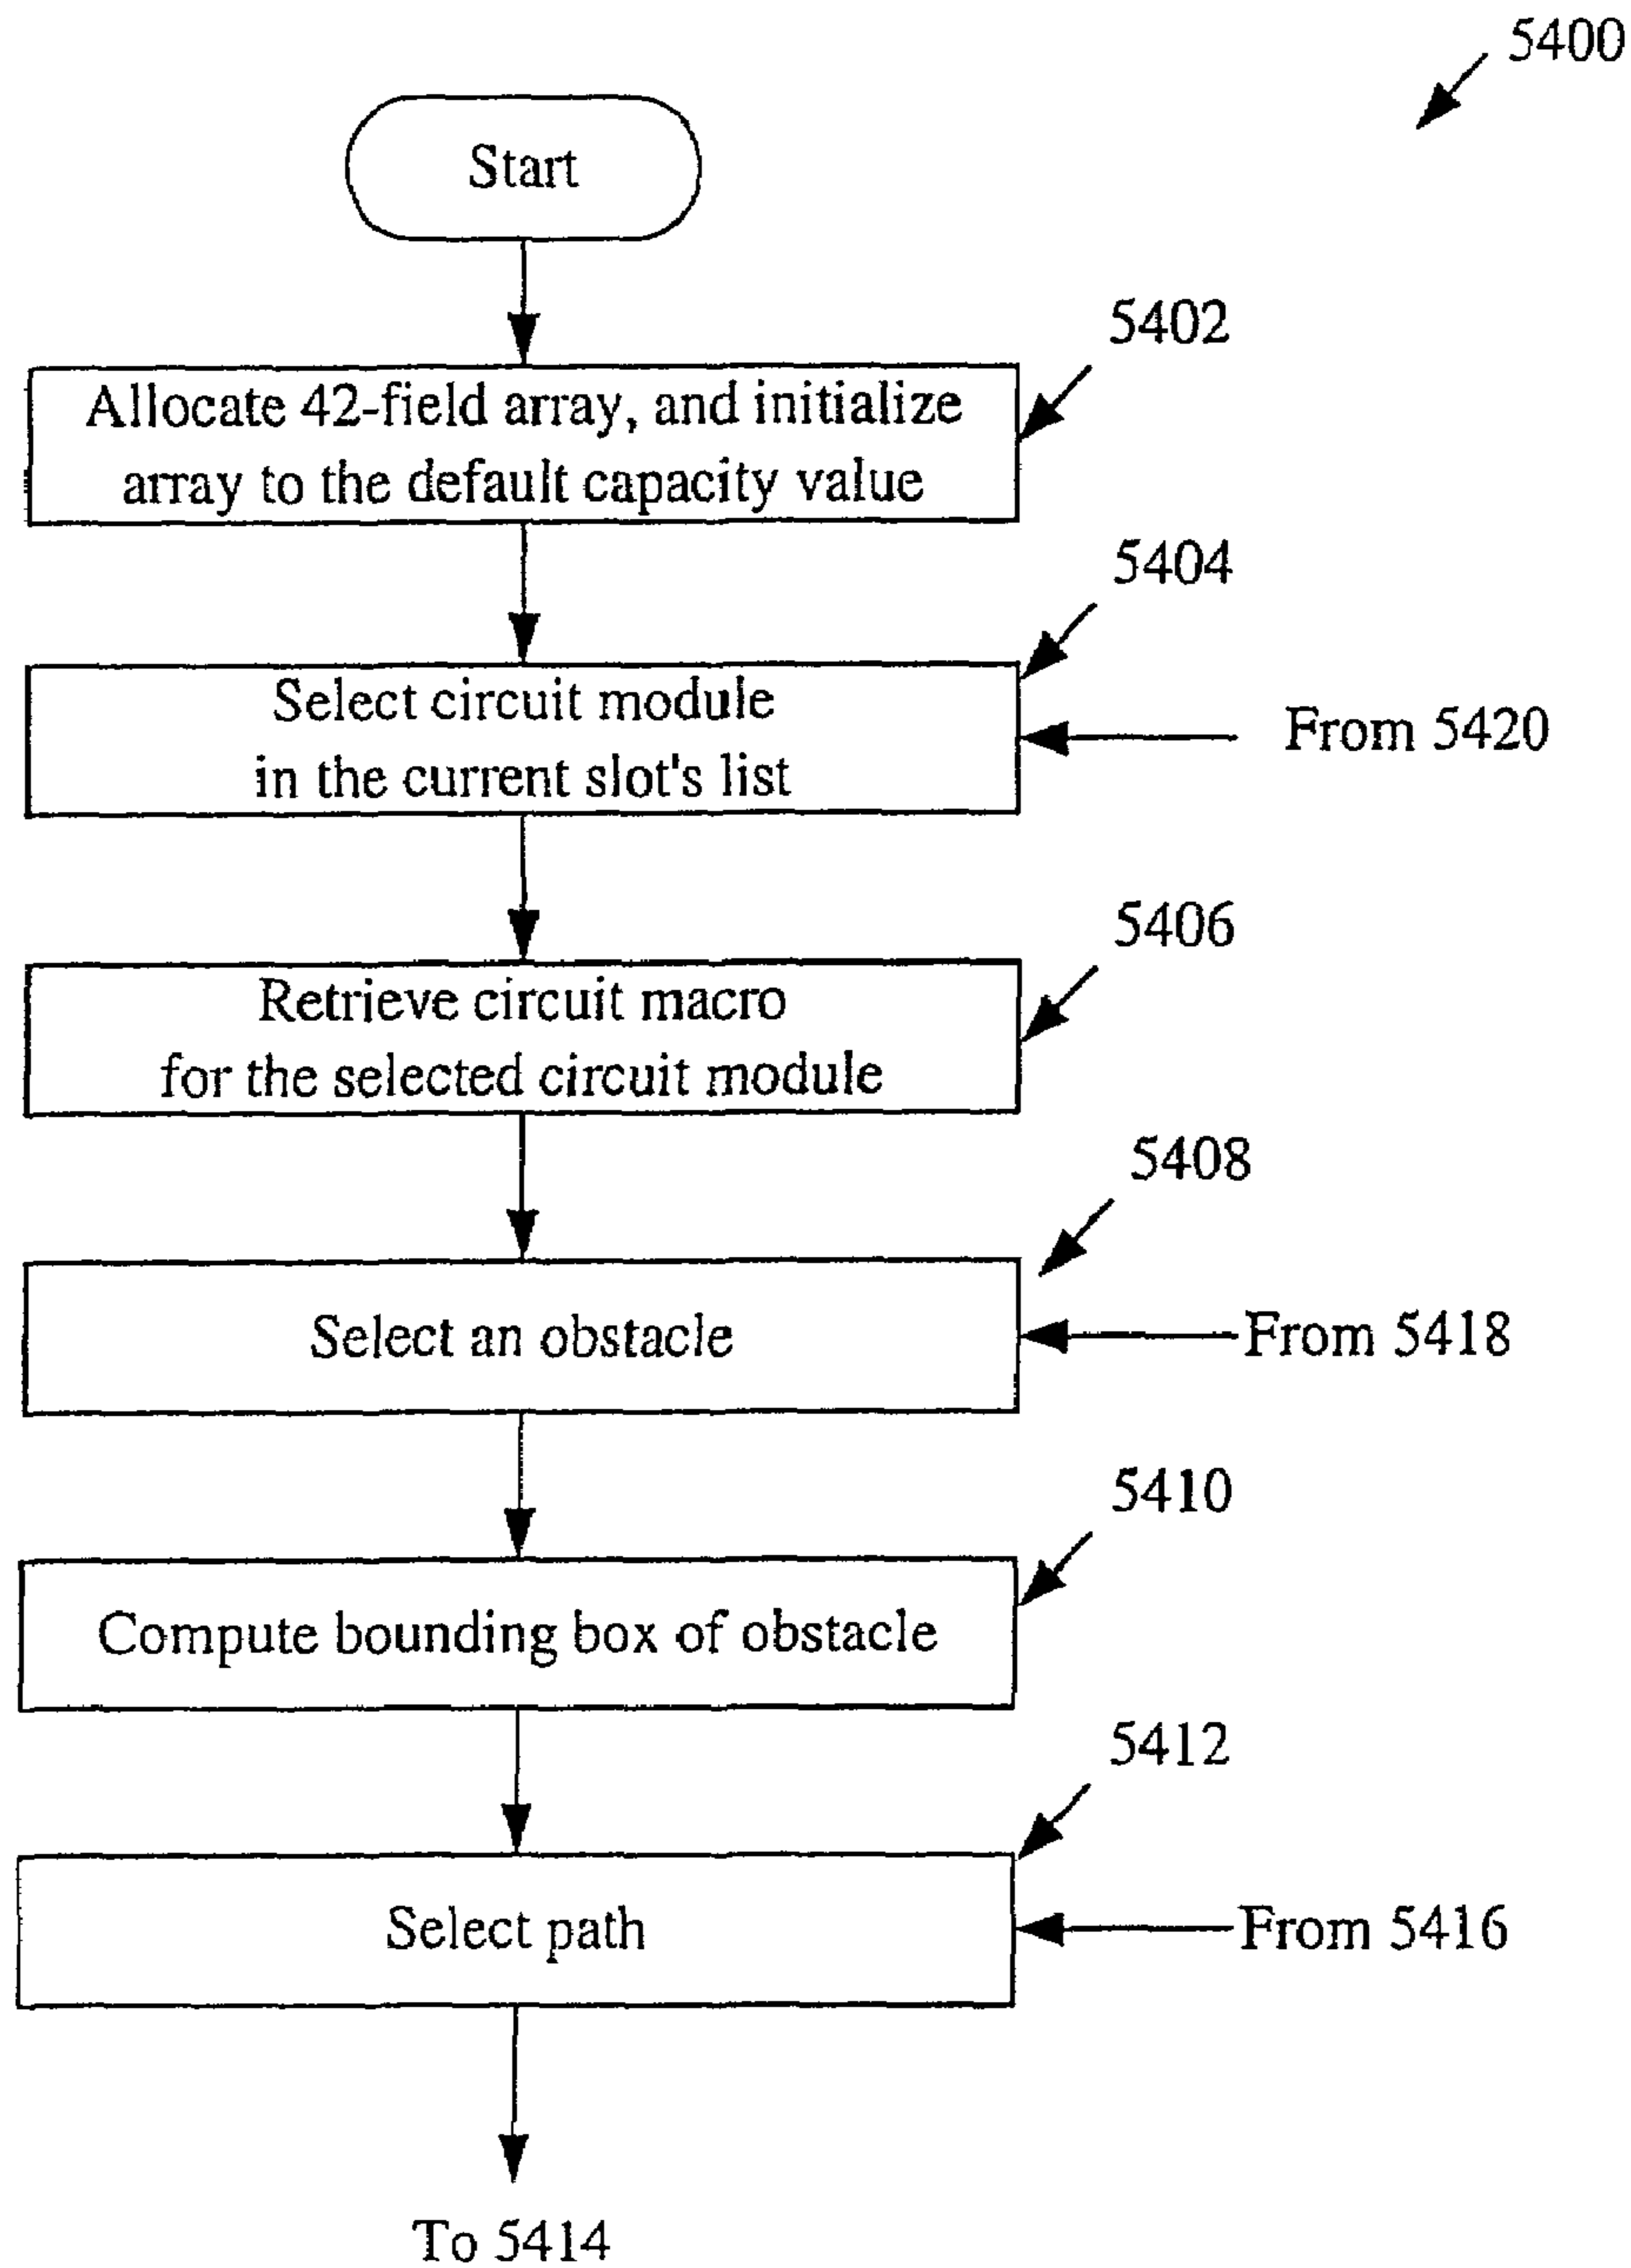 5400
Start
5402
Allocate 42-field array, and initialize
array to the default capacity value
5404
Select circuit module
in the current slot's list
From 5420
5406
Retrieve circuit macro
for the selected circuit module
5408
Select an obstacle
From 5418
5410
Compute bounding box of obstacle
5412
Select path
From 5416
To 5414